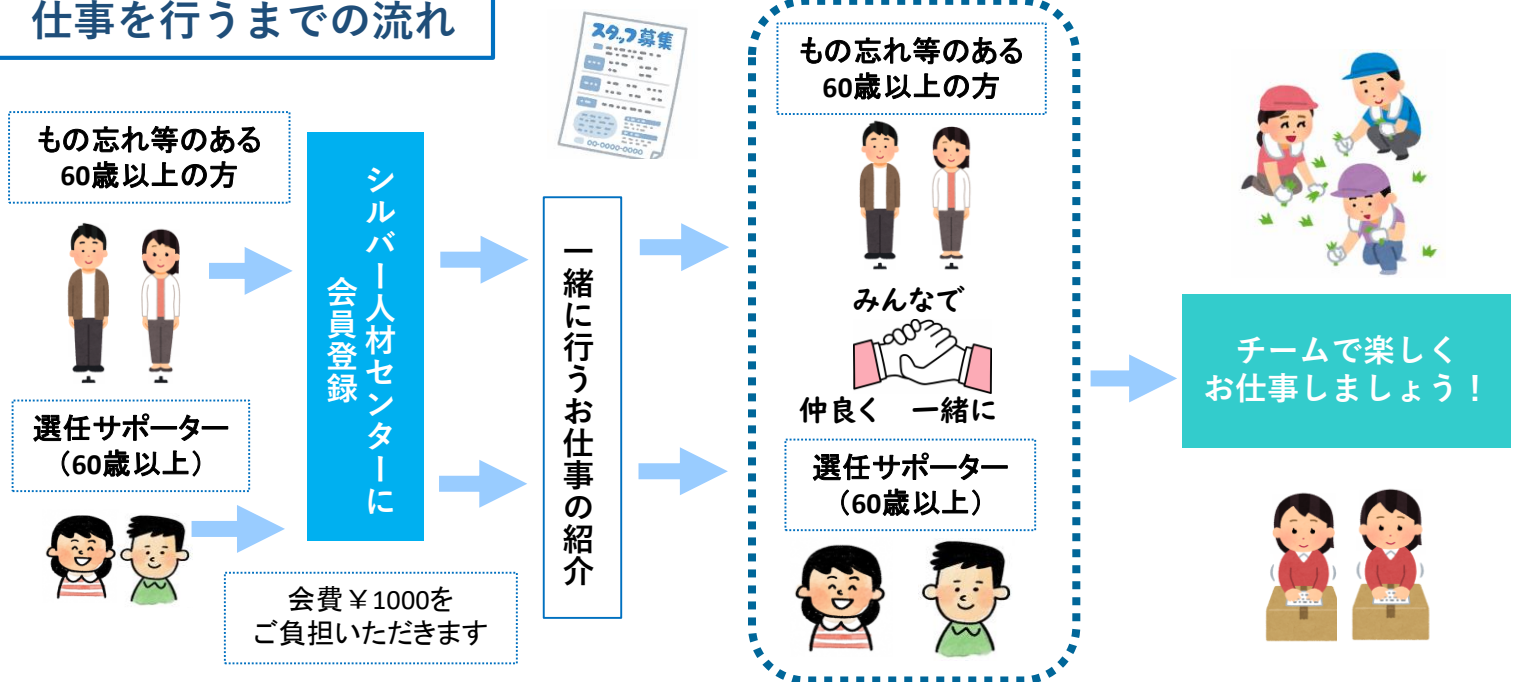 仕事を行うまでの流れ
スタッフ募集
00-0000-0000
もの忘れ等のある
60歳以上の方
選任サポーター
（60歳以上）
シルバー人材センターに
会員登録
会費￥1000を
ご負担いただきます
一緒に行うお仕事の紹介
もの忘れ等のある
60歳以上の方
みんなで
仲良く　一緒に
選任サポーター
（60歳以上）
チームで楽しく
お仕事しましょう！